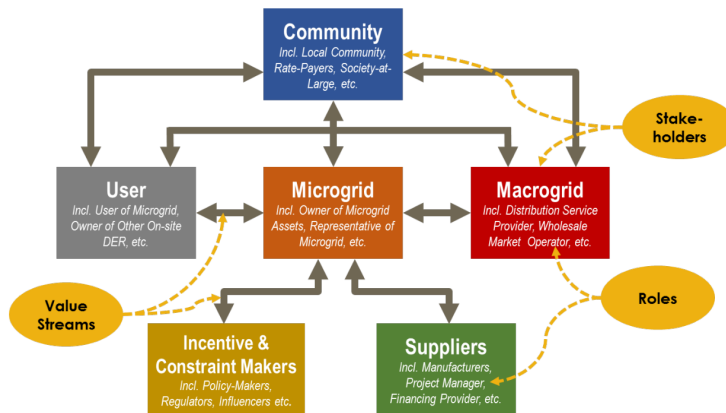 Community
Incl. Local Community,
Rate-Payers, Society-at-
Large, etc.
Stake-
holders
User
Incl. User of Microgrid,
Owner of Other On-site
DER, etc.
Microgrid
Incl. Owner of Microgrid
Assets, Representative of
Microgrid, etc.
Macrogrid
Incl. Distribution Service
Provider, Wholesale
Market Operator, etc.
Value
Streams
Roles
Incentive &
Constraint Makers
Incl. Policy-Makers,
Regulators, Influencers etc.
Suppliers
Incl. Manufacturers,
Project Manager,
Financing Provider, etc.